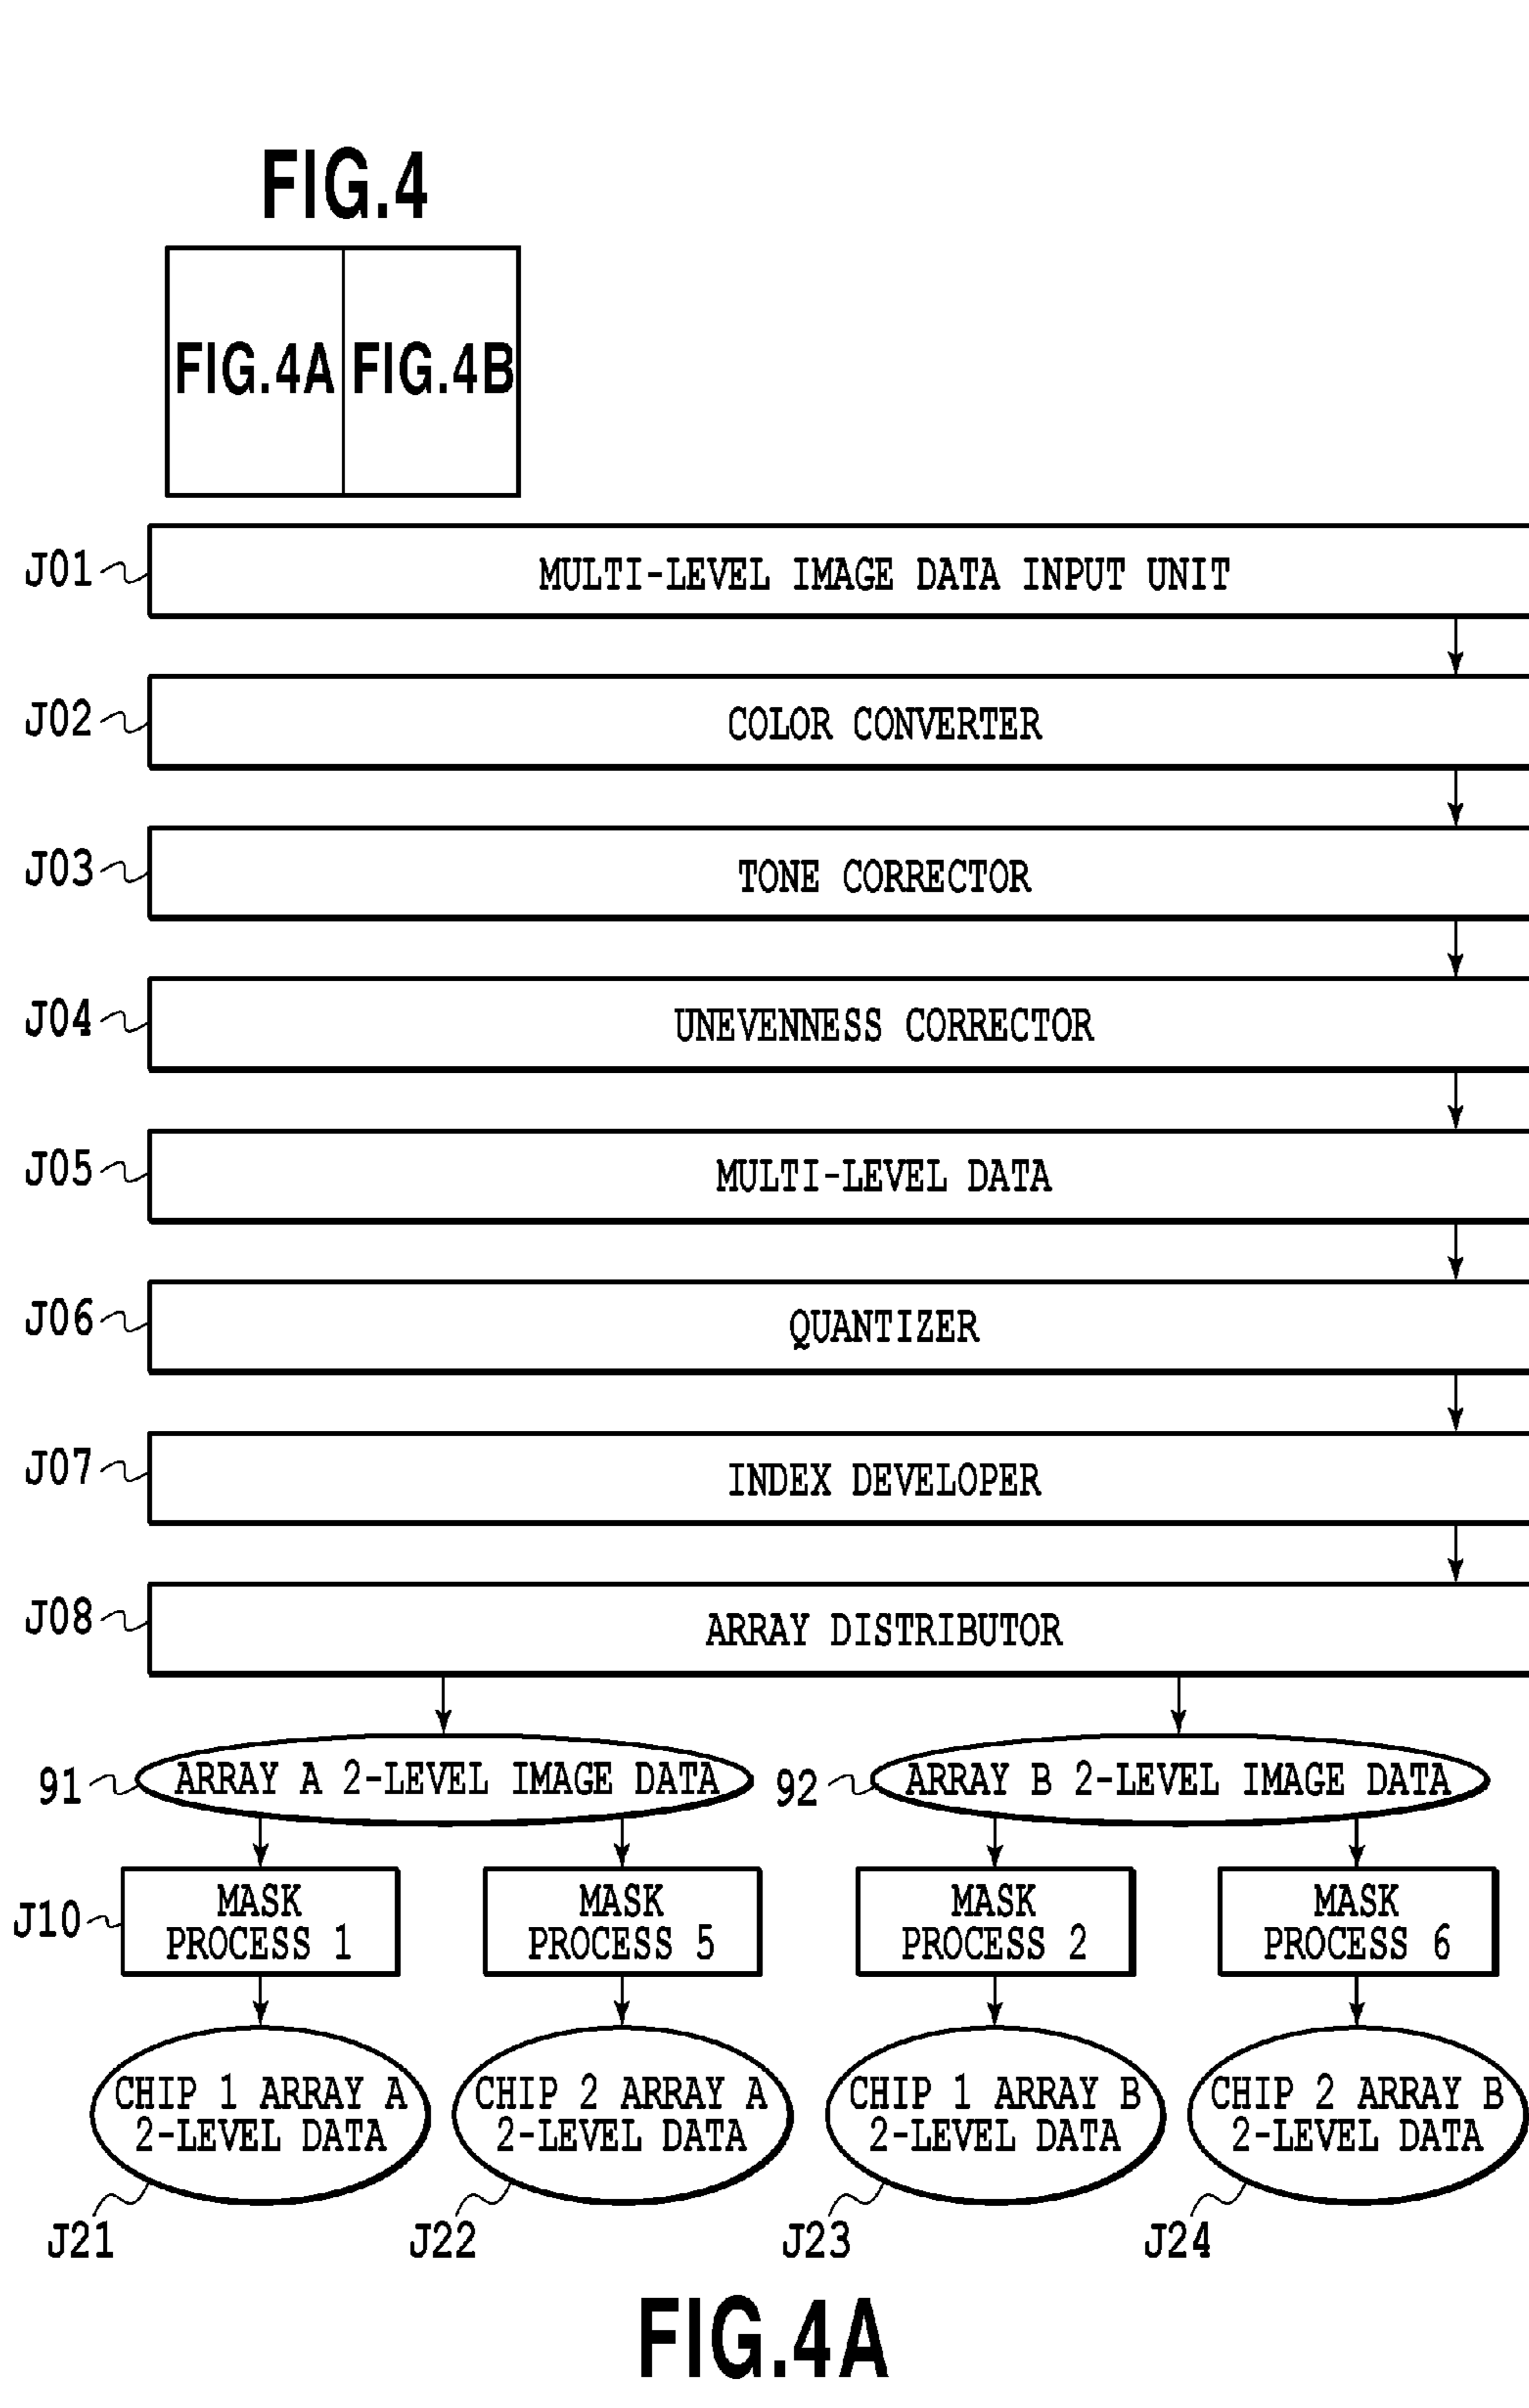 FIG.4
FIG.4A FIG.4B
J01 MULTI-LEVEL IMAGE DATA INPUT UNIT
J02 COLOR CONVERTER
J03 TONE CORRECTOR
J04 UNEVENNESS CORRECTOR
J05 MULTI-LEVEL DATA
J06 QUANTIZER
J07 INDEX DEVELOPER
J08 ARRAY DISTRIBUTOR
91 ARRAY A 2-LEVEL IMAGE DATA
92 ARRAY B 2-LEVEL IMAGE DATA
J10
MASK
PROCESS 1
MASK
PROCESS 5
MASK
PROCESS 2
MASK
PROCESS 6
CHIP 1 ARRAY A
2-LEVEL DATA
CHIP 2 ARRAY A
2-LEVEL DATA
CHIP 1 ARRAY B
2-LEVEL DATA
CHIP 2 ARRAY B
2-LEVEL DATA
J21
J22
J23
J24
FIG.4A